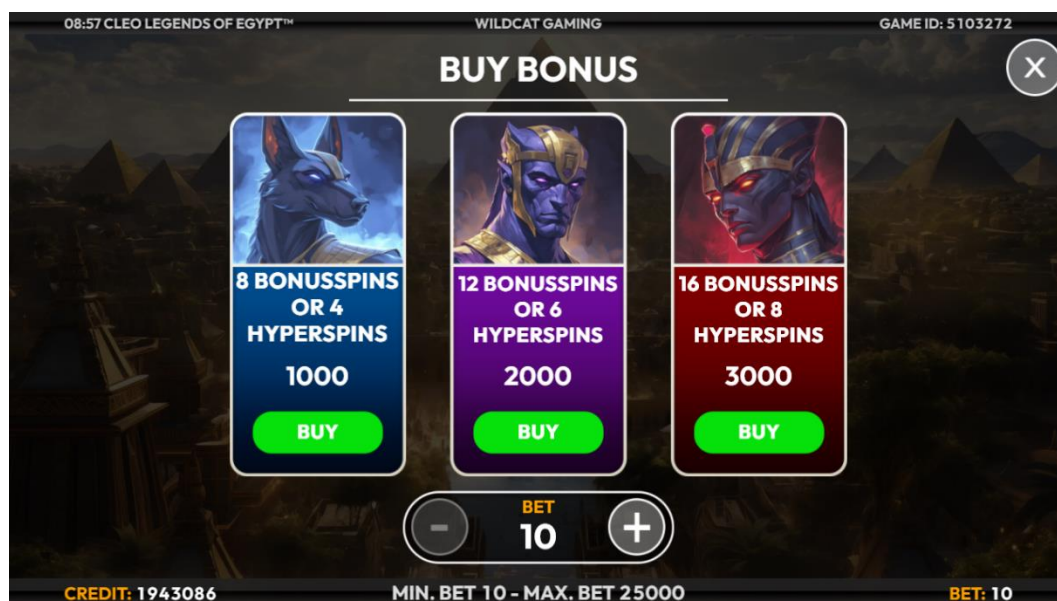 08:57 CLEO LEGENDS OF EGYPT™
WILDCAT GAMING
GAME ID: 5103272
BUY BONUS
X
8 BONUSSPINS
OR 4
HYPERSPINS
1000
BUY
12 BONUSSPINS
OR 6
HYPERSPINS
2000
BUY
16 BONUSSPINS
OR 8
HYPERSPINS
3000
BUY
-
BET
10
+
CREDIT: 1943086
MIN. BET 10 - MAX. BET 25000
BET: 10